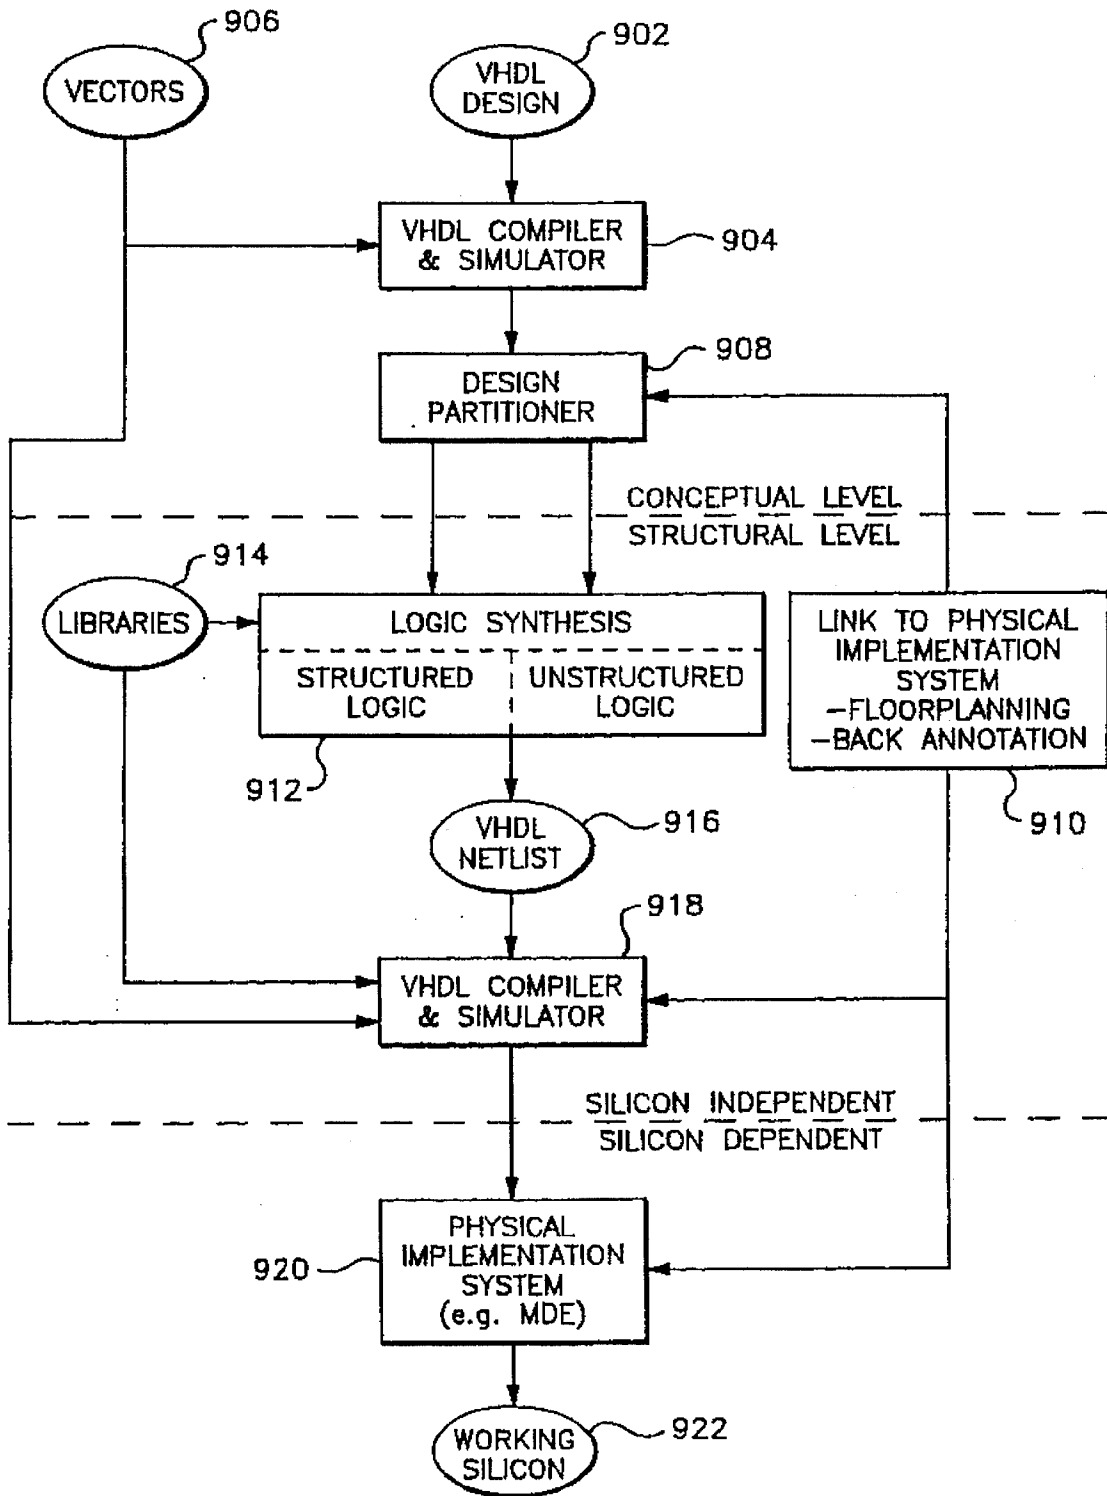 906
VECTORS
902
VHDL
DESIGN
VHDL COMPILER
& SIMULATOR
904
908
DESIGN
PARTITIONER
CONCEPTUAL LEVEL
STRUCTURAL LEVEL
914
LIBRARIES
LOGIC SYNTHESIS
STRUCTURED
LOGIC
UNSTRUCTURED
LOGIC
912
LINK TO PHYSICAL
IMPLEMENTATION
SYSTEM
-FLOORPLANNING
-BACK ANNOTATION
910
VHDL
NETLIST
916
918
VHDL COMPILER
& SIMULATOR
SILICON INDEPENDENT
SILICON DEPENDENT
PHYSICAL
IMPLEMENTATION
SYSTEM
(e.g. MDE)
920
WORKING
SILICON
922